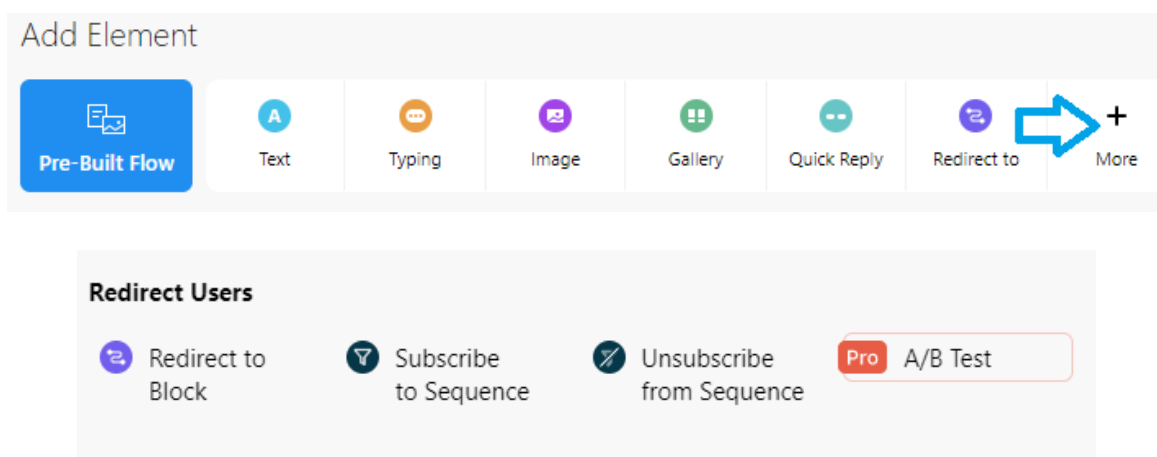 Add Element
Pre-Built Flow
A
Text
Typing
Image
Gallery
Quick Reply
Redirect to
+
More
Redirect Users
Redirect to
Block
Subscribe
to Sequence
Unsubscribe
from Sequence
Pro
A/B Test